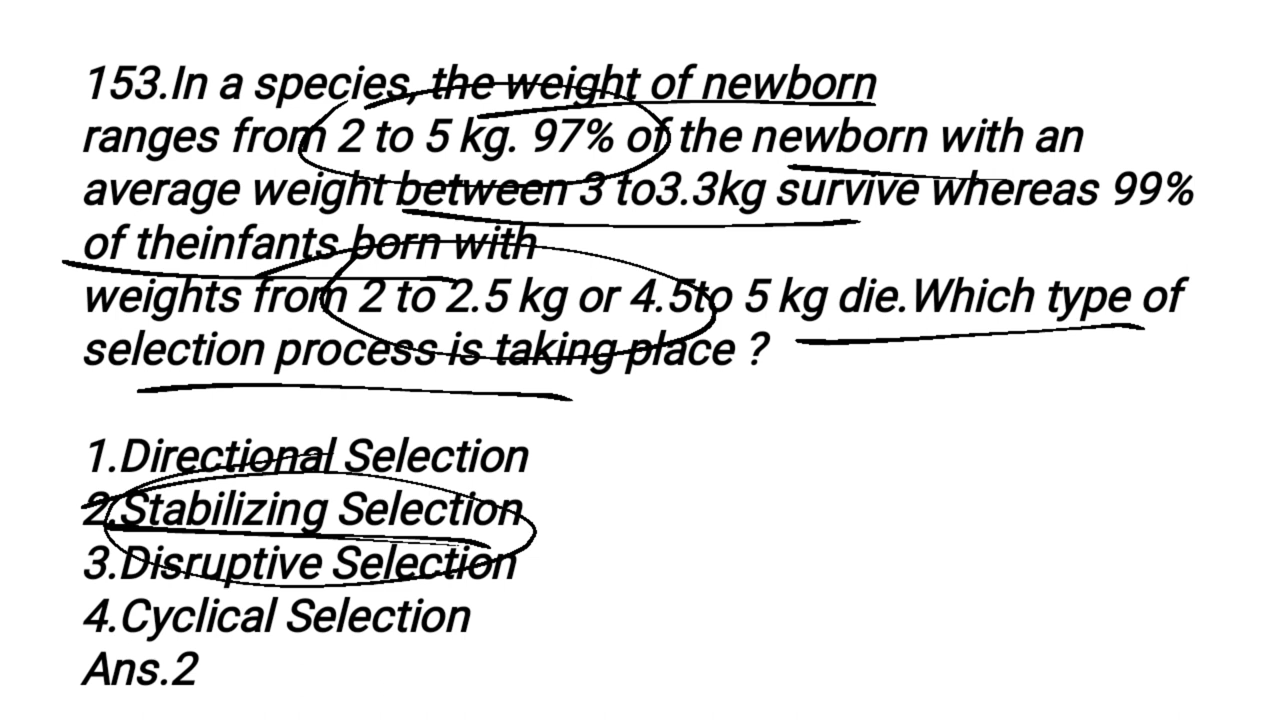 153.In a species, the weight of newborn
ranges from 2 to 5 kg. 97% of the newborn with an
average weight between 3 to3.3kg survive whereas 99%
of theinfants born with
weights from 2 to 2.5 kg or 4.5to 5 kg die.Which type of
selection process is taking place ?
1.Directional Selection
2.Stabilizing Selection
3.Disruptive Selection
4.Cyclical Selection
Ans.2